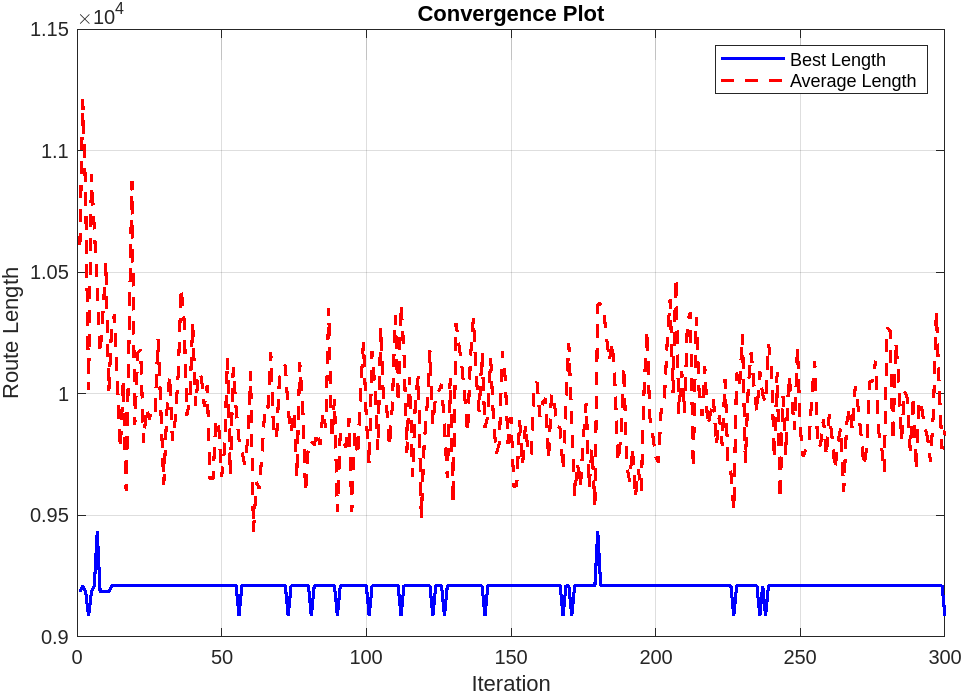 Convergence Plot
×10^4
1.15
1.1
1.05
1
0.95
0.9
Route Length
0
50
100
150
200
250
300
Iteration
Best Length
Average Length